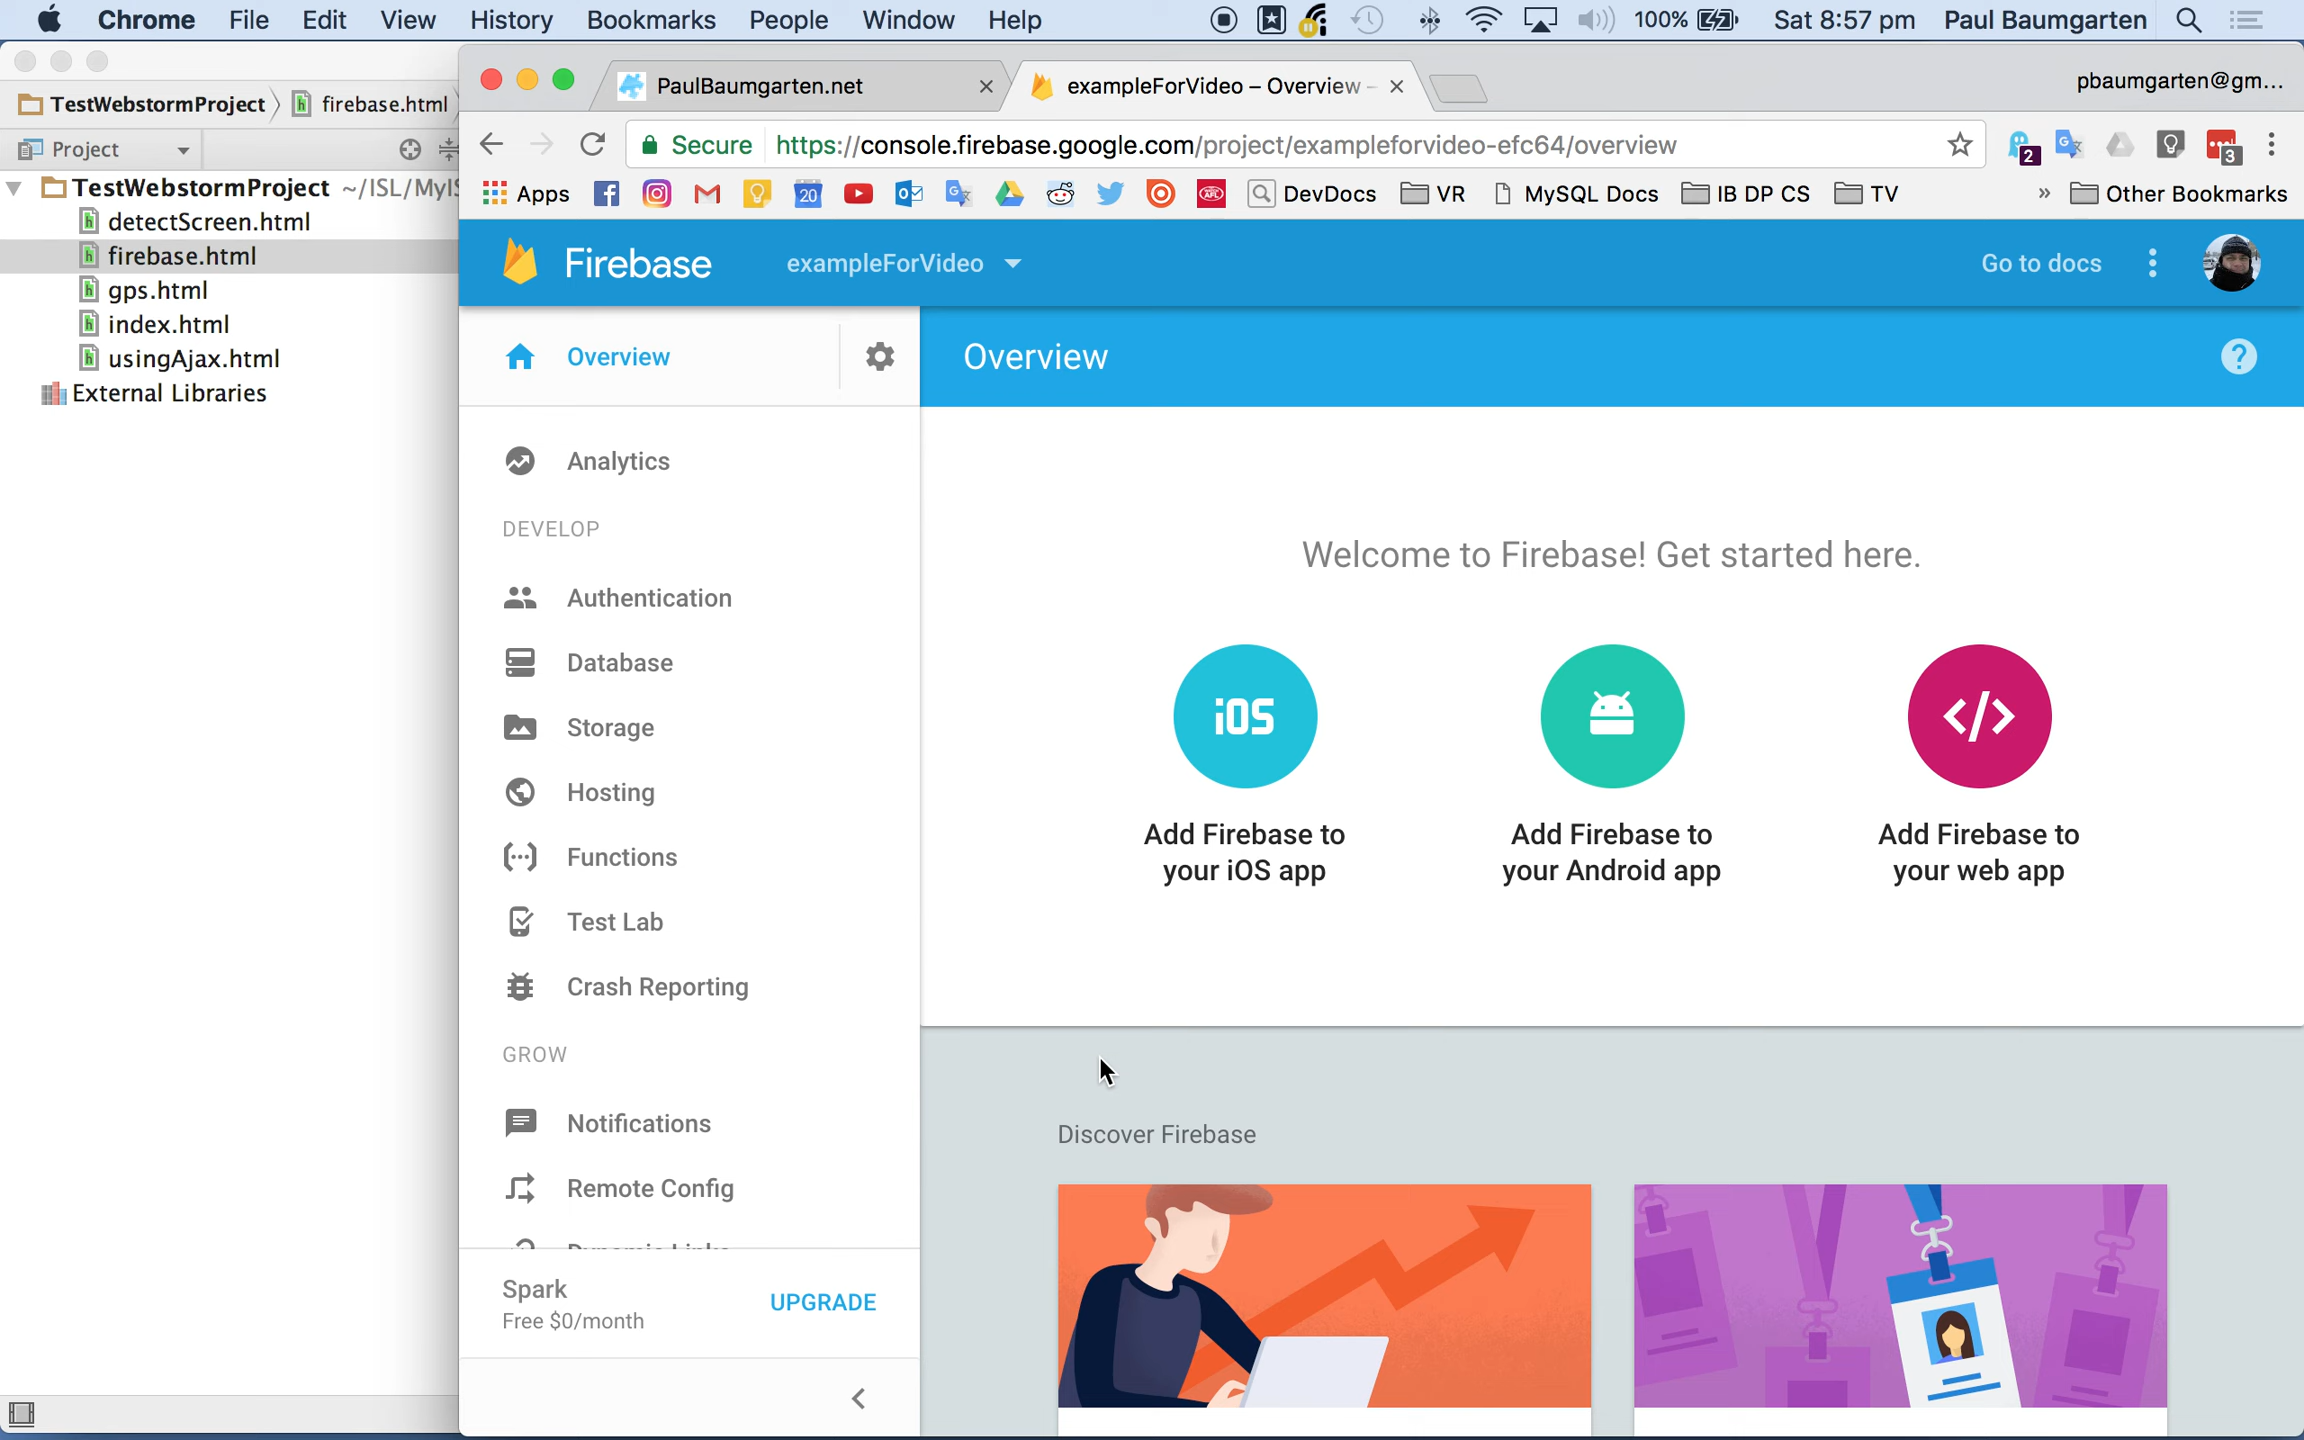 Chrome File Edit View History Bookmarks People Window Help 100% Sat 8:57 pm Paul Baumgarten
TestWebstormProject firebase.html
Project
TestWebstormProject ~/ISL/MyIS
detectScreen.html
firebase.html
gps.html
index.html
usingAjax.html
External Libraries
PaulBaumgarten.net
exampleForVideo – Overview –
pbaumgarten@gm...
Secure https://console.firebase.google.com/project/exampleforvideo-efc64/overview
2
3
Apps 20 DevDocs VR MySQL Docs IB DP CS TV » Other Bookmarks
Firebase exampleForVideo Go to docs
Overview
Analytics
DEVELOP
Authentication
Database
Storage
Hosting
Functions
Test Lab
Crash Reporting
GROW
Notifications
Remote Config
Spark
Free $0/month
UPGRADE
Overview
?
Welcome to Firebase! Get started here.
iOS
Add Firebase to
your iOS app
Add Firebase to
your Android app
</>
Add Firebase to
your web app
Discover Firebase